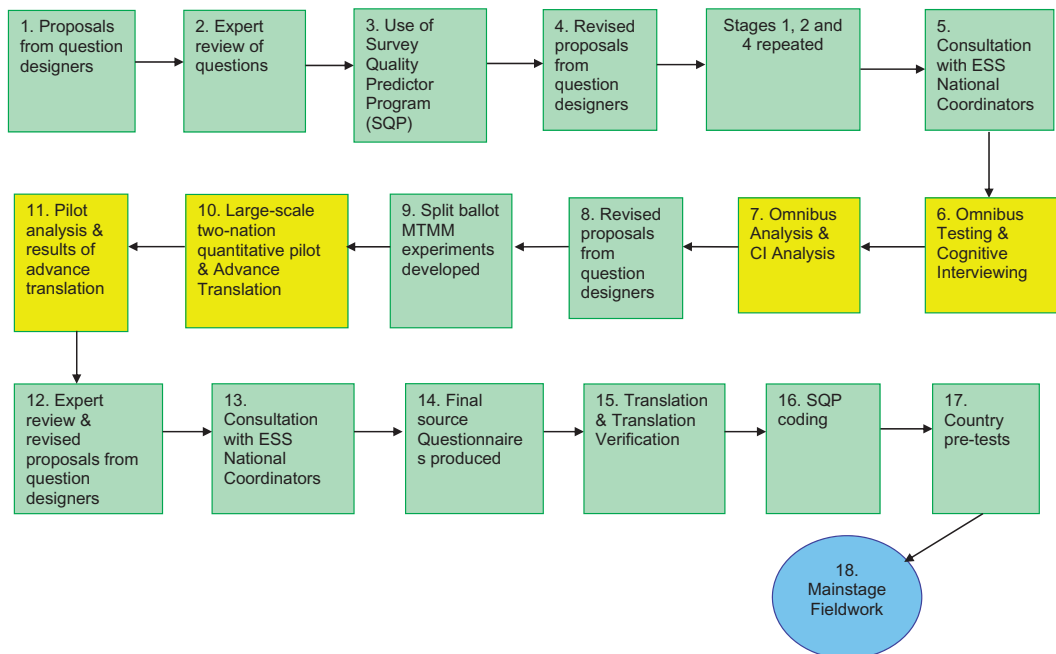 1. Proposals
from question
designers
2. Expert
review of
questions
3. Use of
Survey
Quality
Predictor
Program
(SQP)
4. Revised
proposals
from
question
designers
Stages 1, 2 and
4 repeated
5.
Consultation
with ESS
National
Coordinators
6. Omnibus
Testing &
Cognitive
Interviewing
7. Omnibus
Analysis &
CI Analysis
8. Revised
proposals
from
question
designers
9. Split ballot
MTMM
experiments
developed
10. Large-scale
two-nation
quantitative pilot
& Advance
Translation
11. Pilot
analysis &
results of
advance
translation
12. Expert
review &
revised
proposals from
question
designers
13.
Consultation
with ESS
National
Coordinators
14. Final
source
Questionnaire
s produced
15. Translation
& Translation
Verification
16. SQP
coding
17.
Country
pre-tests
18.
Mainstage
Fieldwork